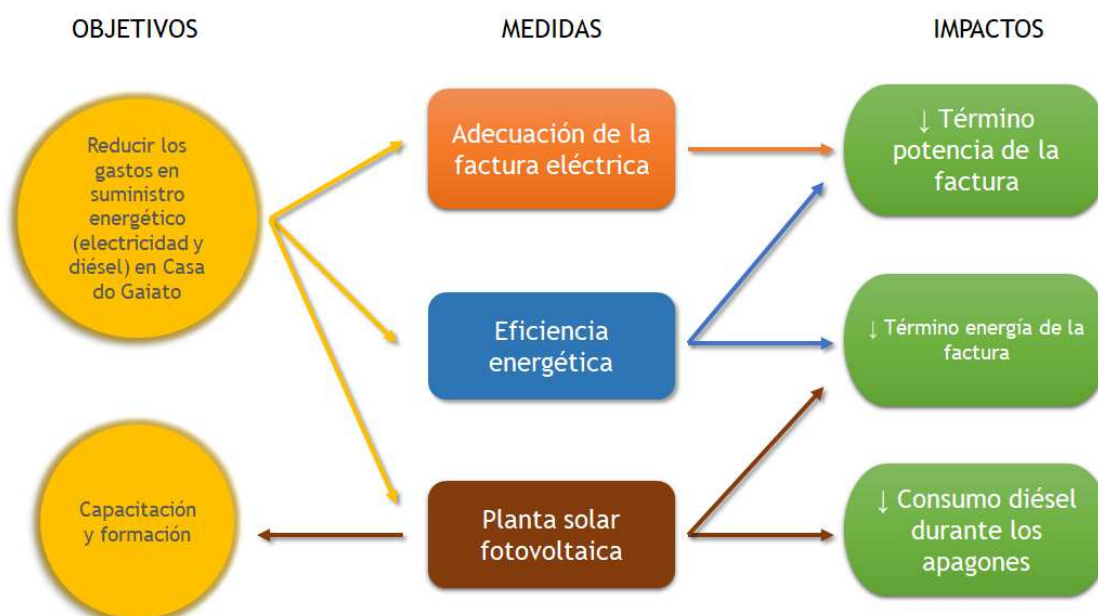 OBJETIVOS
MEDIDAS
IMPACTOS
Reducir los
gastos en
suministro
energético
(electricidad y
diésel) en Casa
do Gaiato
Adecuación de la
factura eléctrica
↓ Término
potencia de la
factura
Eficiencia
energética
↓ Término energía de la
factura
Capacitación
y formación
Planta solar
fotovoltaica
↓ Consumo diésel
durante los
apagones